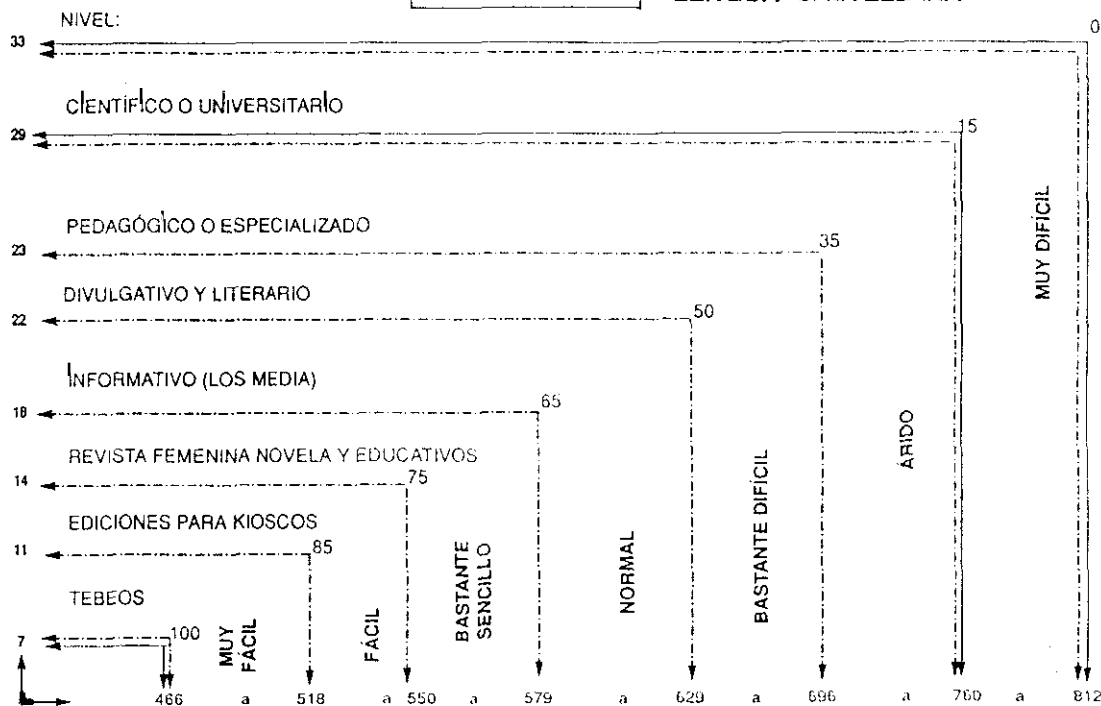 NIVEL:
0
33
CIENTÍFICO O UNIVERSITARIO
15
29
MUY DIFÍCIL
PEDAGÓGICO O ESPECIALIZADO
35
23
DIVULGATIVO Y LITERARIO
50
22
INFORMATIVO (LOS MEDIA)
65
18
ÁRIDO
REVISTA FEMENINA NOVELA Y EDUCATIVOS
75
14
BASTANTE DIFÍCIL
EDICIONES PARA KIOSCOS
85
11
BASTANTE
SENCILLO
NORMAL
TEBEOS
100
7
MUY
FÁCIL
FÁCIL
466 a 518 a 550 a 579 a 629 a 696 a 760 a 812